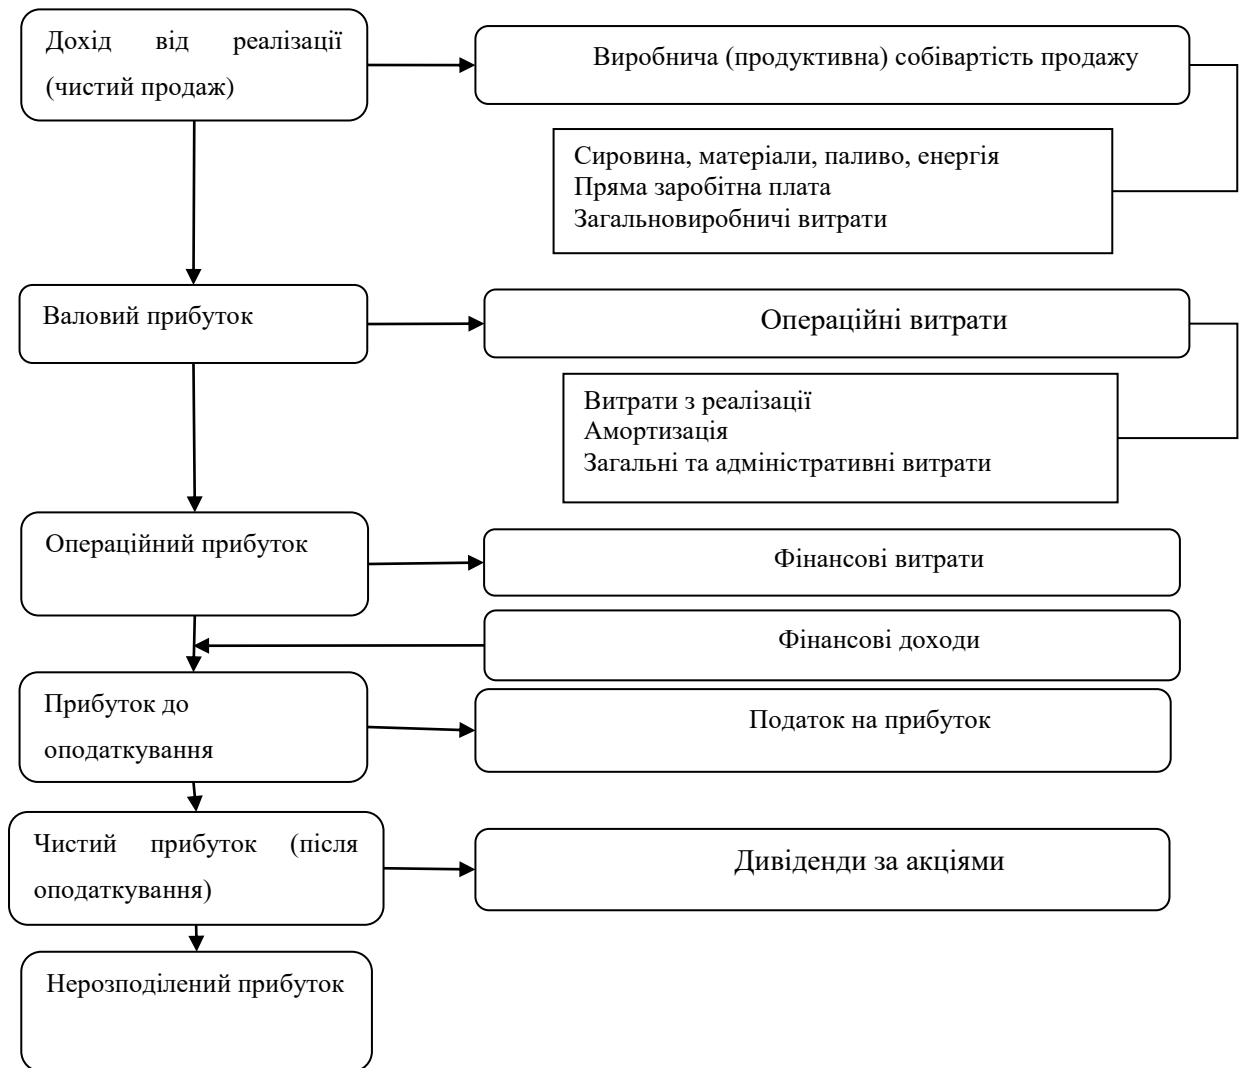 Дохід від реалізації
(чистий продаж)
Виробнича (продуктивна) собівартість продажу
Сировина, матеріали, паливо, енергія
Пряма заробітна плата
Загальновиробничі витрати
Валовий прибуток
Операційні витрати
Витрати з реалізації
Амортизація
Загальні та адміністративні витрати
Операційний прибуток
Фінансові витрати
Фінансові доходи
Прибуток до
оподаткування
Податок на прибуток
Чистий прибуток (після
оподаткування)
Дивіденди за акціями
Нерозподілений прибуток